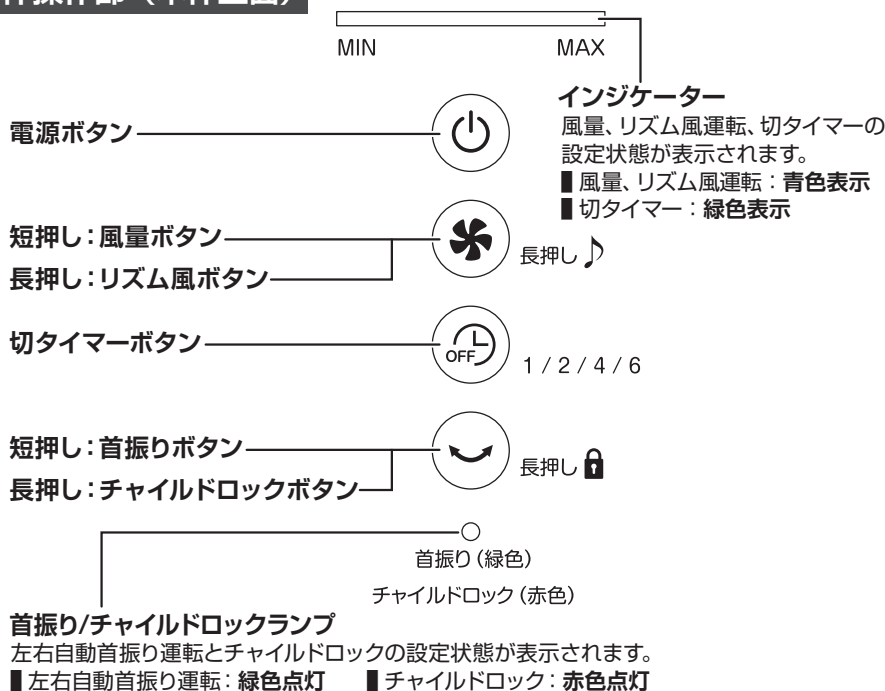 体操作部（本体上面）
MIN MAX
インジケーター
風量、リズム風運転、切タイマーの
設定状態が表示されます。
■風量、リズム風運転：青色表示
■切タイマー：緑色表示
電源ボタン
短押し：風量ボタン
長押し：リズム風ボタン
長押し♪
切タイマーボタン
OFF
1 / 2 / 4 / 6
短押し：首振りボタン
長押し：チャイルドロックボタン
長押し
首振り（緑色）
チャイルドロック（赤色）
首振り/チャイルドロックランプ
左右自動首振り運転とチャイルドロックの設定状態が表示されます。
■左右自動首振り運転：緑色点灯 ■チャイルドロック：赤色点灯